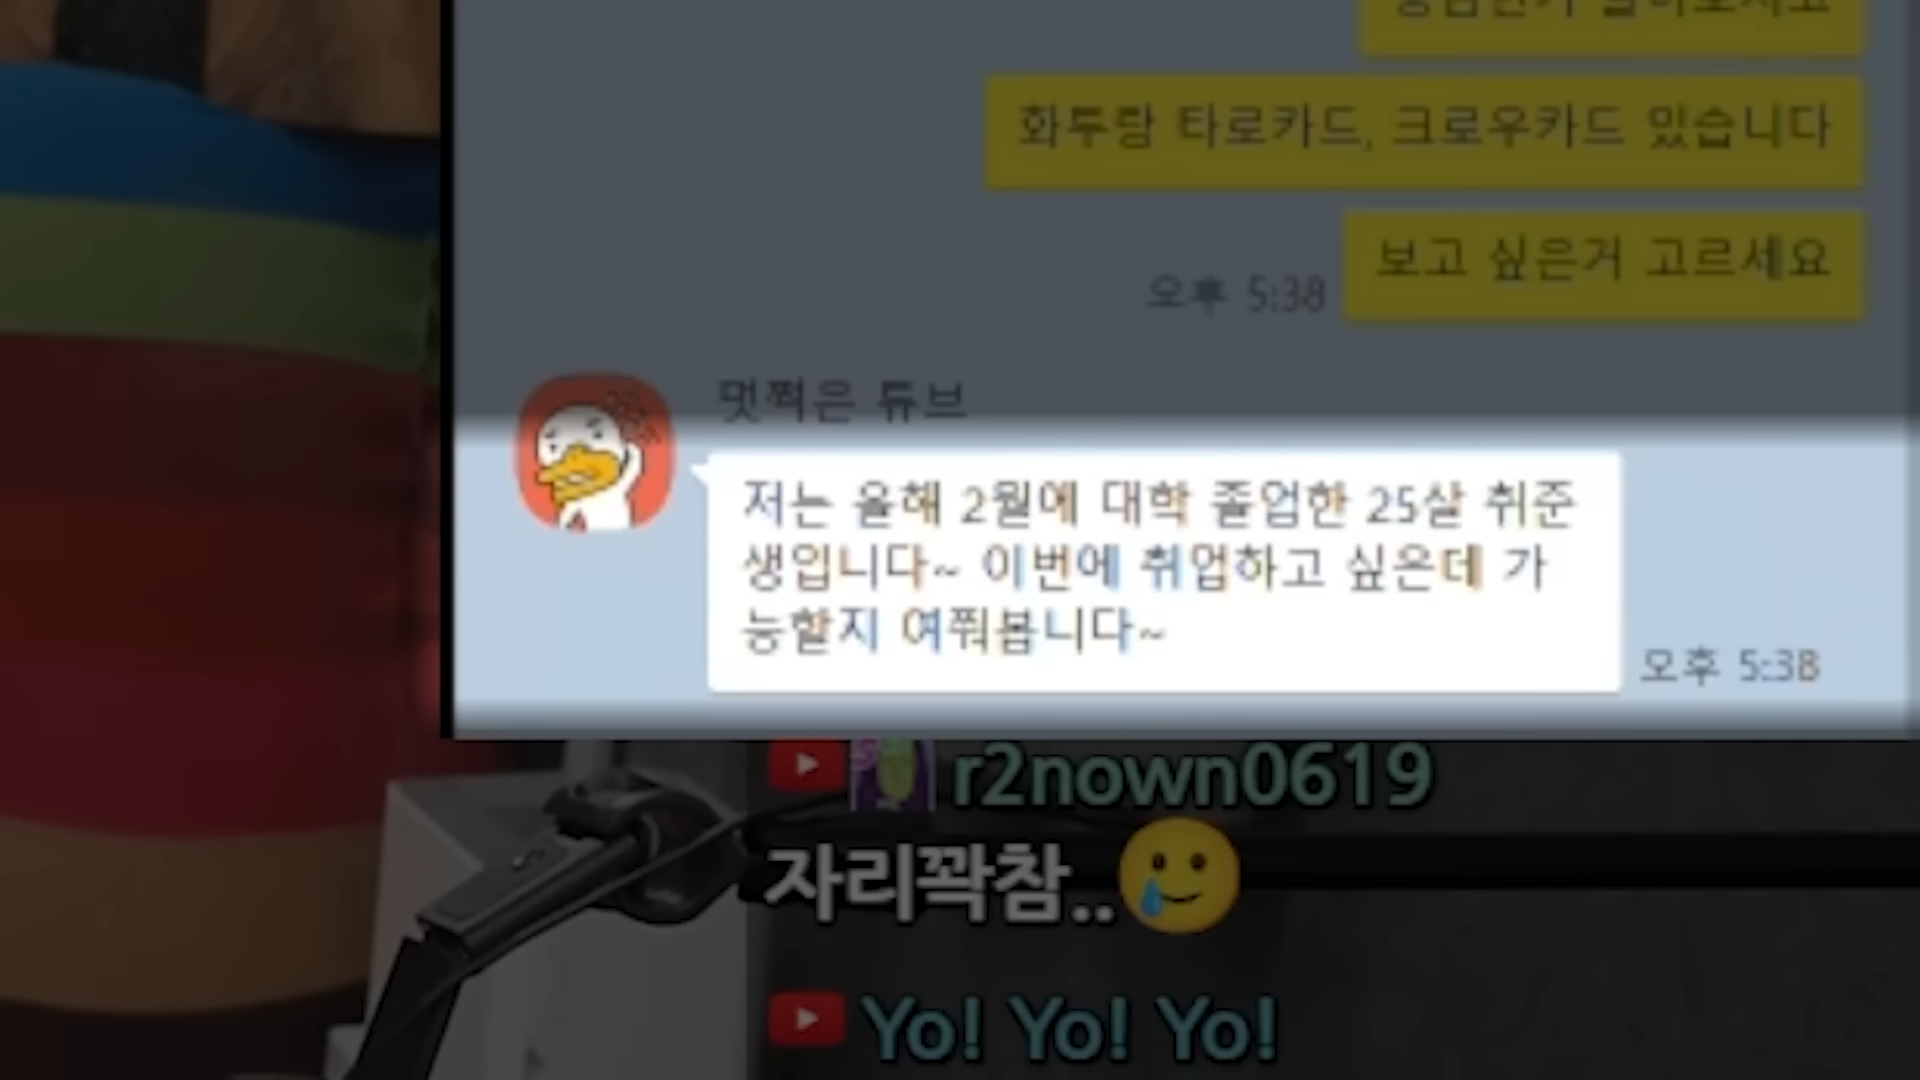 화투랑 타로카드, 크로우카드 있습니다
보고 싶은거 고르세요
오후 5:38
멋쩍은 튜브
저는 올해 2월에 대학 졸업한 25살 취준
생입니다~ 이번에 취업하고 싶은데 가
능할지 여쭤봅니다~
오후 5:38
r2nown0619
자리꽉참..🥲
Yo! Yo! Yo!